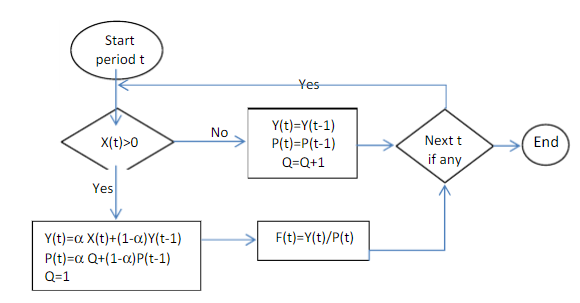 Start
period t
Yes
X(t)>0
No
Y(t)=Y(t-1)
P(t)=P(t-1)
Q=Q+1
Next t
if any
End
Yes
Y(t)=α X(t)+(1-α)Y(t-1)
P(t)=α Q+(1-α)P(t-1)
Q=1
F(t)=Y(t)/P(t)